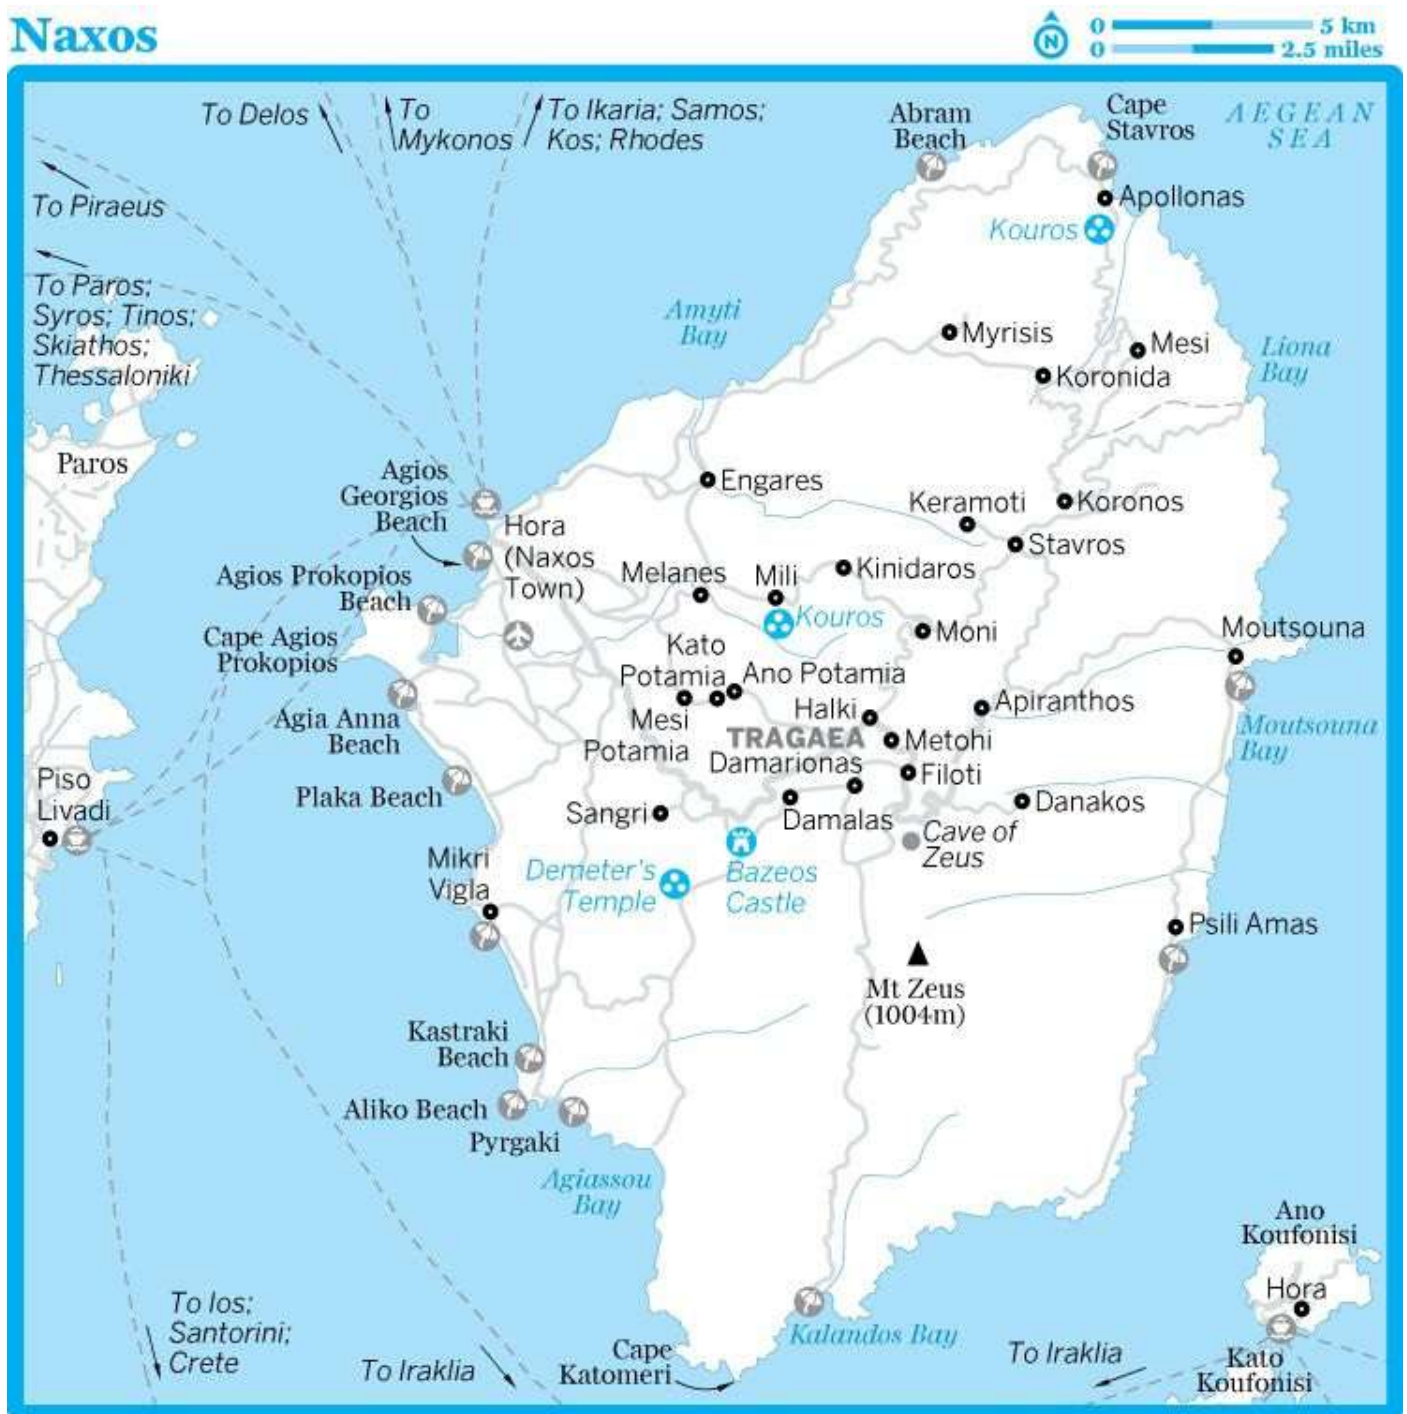 Naxos
N
0 5 km
0 2.5 miles
To Delos
To
Mykonos
To Ikaria; Samos;
Kos; Rhodes
Abram
Beach
Cape
Stavros
AEGEAN
SEA
To Piraeus
Apollonas
Kouros
To Paros;
Syros; Tinos;
Skiathos;
Thessaloniki
Amyti
Bay
Myrisis
Mesi
Liona
Bay
Koronida
Paros
Agios
Georgios
Beach
Engares
Keramoti
Koronos
Hora
(Naxos
Town)
Stavros
Agios Prokopios
Beach
Melanes
Mili
Kinidaros
Kouros
Cape Agios
Prokopios
Moni
Moutsouna
Kato
Potamia
Ano Potamia
Mesi
Potamia
Halki
Apiranthos
Agia Anna
Beach
TRAGAEA
Metohi
Moutsouna
Bay
Damarionas
Filoti
Piso
Livadi
Plaka Beach
Sangri
Damalas
Danakos
Cave of
Zeus
Mikri
Vigla
Demeter's
Temple
Bazeos
Castle
Psili Amas
Mt Zeus
(1004m)
Kastraki
Beach
Aliko Beach
Pyrgaki
Agiassou
Bay
Ano
Koufonisi
Hora
To Ios;
Santorini;
Crete
To Iraklia
Cape
Katomeri
Kalandos Bay
To Iraklia
Kato
Koufonisi